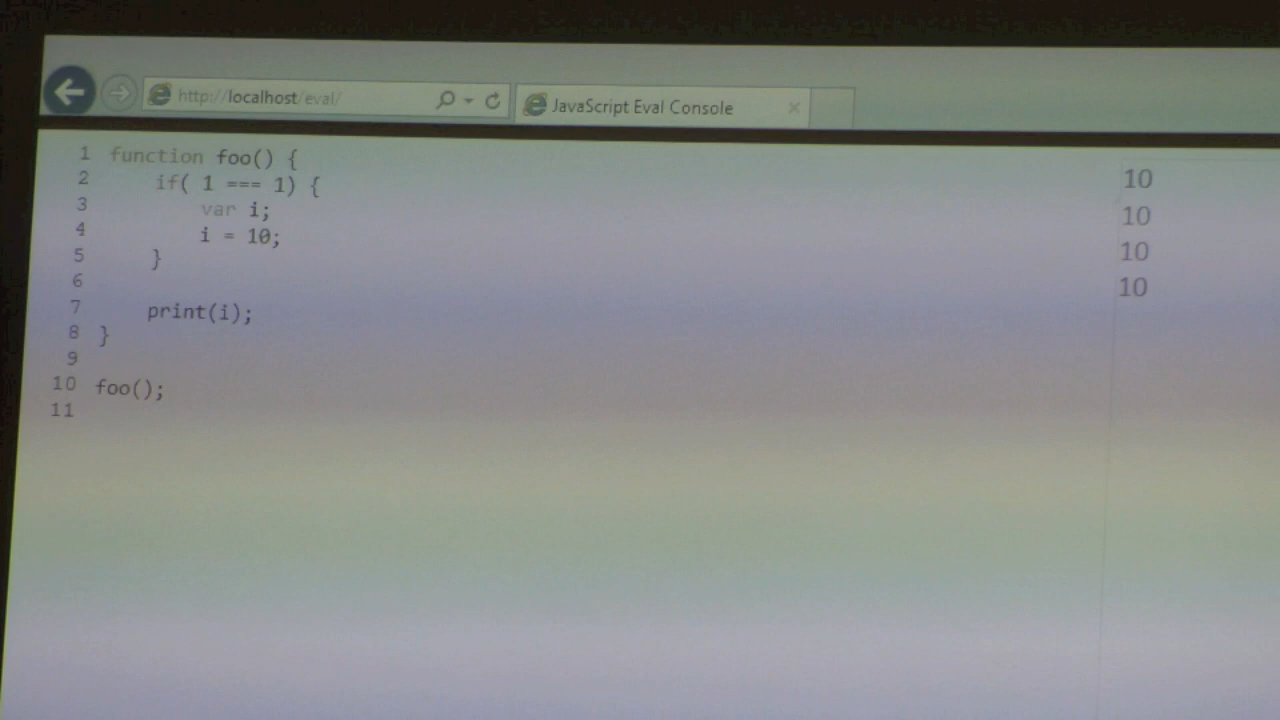 http://localhost/eval/
JavaScript Eval Console
1 function foo() {
2     if( 1 === 1) {
3         var i;
4         i = 10;
5     }
6
7     print(i);
8 }
9
10 foo();
11
10
10
10
10